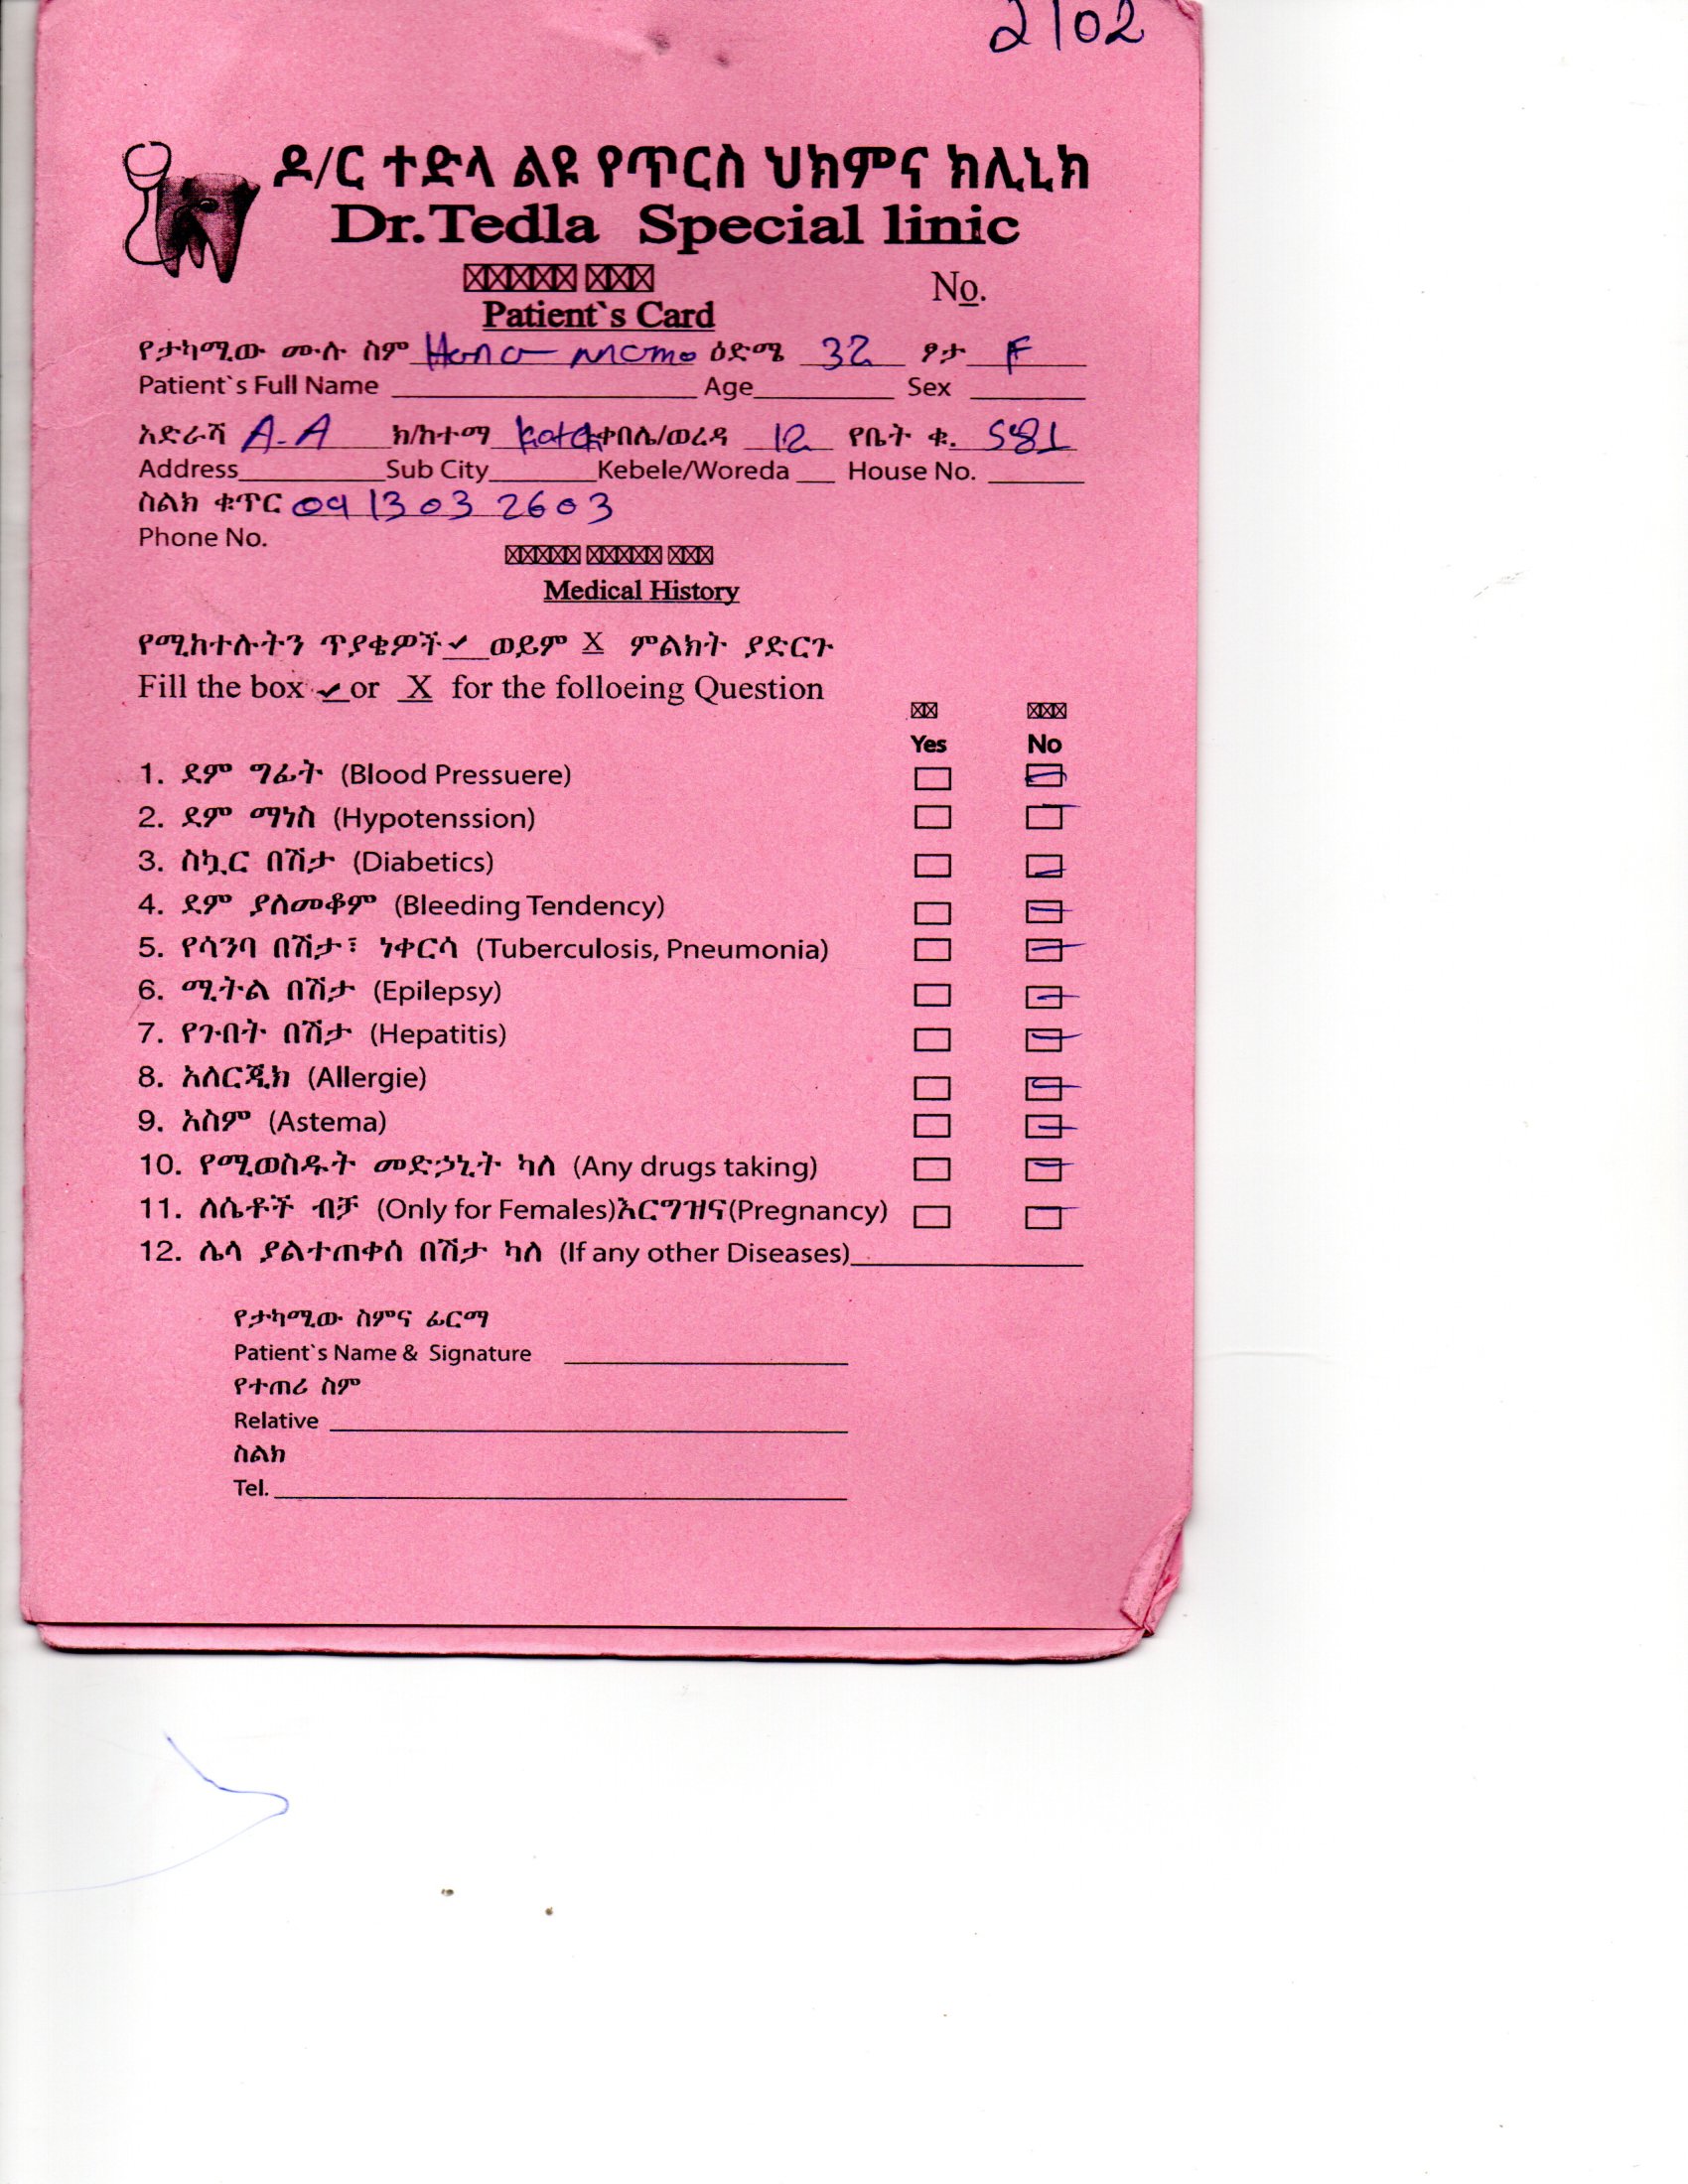 2102
ዶ/ር ተድላ ልዩ የጥርስ ህክምና ክሊኒክ
Dr.Tedla Special linic
No.
Patient`s Card
የታካሚው ሙሉ ስም Hana Momo ዕድሜ 32 ፆታ F
Patient`s Full Name Age Sex
አድራሻ A-A ክ/ከተማ ቀበሌ/ወረዳ 12 የቤት ቁ. 581
Address Sub City Kebele/Woreda House No.
ስልክ ቁጥር 0913032603
Phone No.
Medical History
የሚከተሉትን ጥያቄዎች ✓ ወይም X ምልክት ያድርጉ
Fill the box ✓ or X for the folloeing Question
Yes No
1. ደም ግፊት (Blood Pressuere)
2. ደም ማነስ (Hypotenssion)
3. ስኳር በሽታ (Diabetics)
4. ደም ያለመቆም (Bleeding Tendency)
5. የሳንባ በሽታ፣ ነቀርሳ (Tuberculosis, Pneumonia)
6. ሚትል በሽታ (Epilepsy)
7. የጉበት በሽታ (Hepatitis)
8. አለርጂክ (Allergie)
9. አስም (Astema)
10. የሚወስዱት መድኃኒት ካለ (Any drugs taking)
11. ለሴቶች ብቻ (Only for Females)እርግዝና(Pregnancy)
12. ሌላ ያልተጠቀሰ በሽታ ካለ (If any other Diseases)
የታካሚው ስምና ፊርማ
Patient`s Name & Signature
የተጠሪ ስም
Relative
ስልክ
Tel.